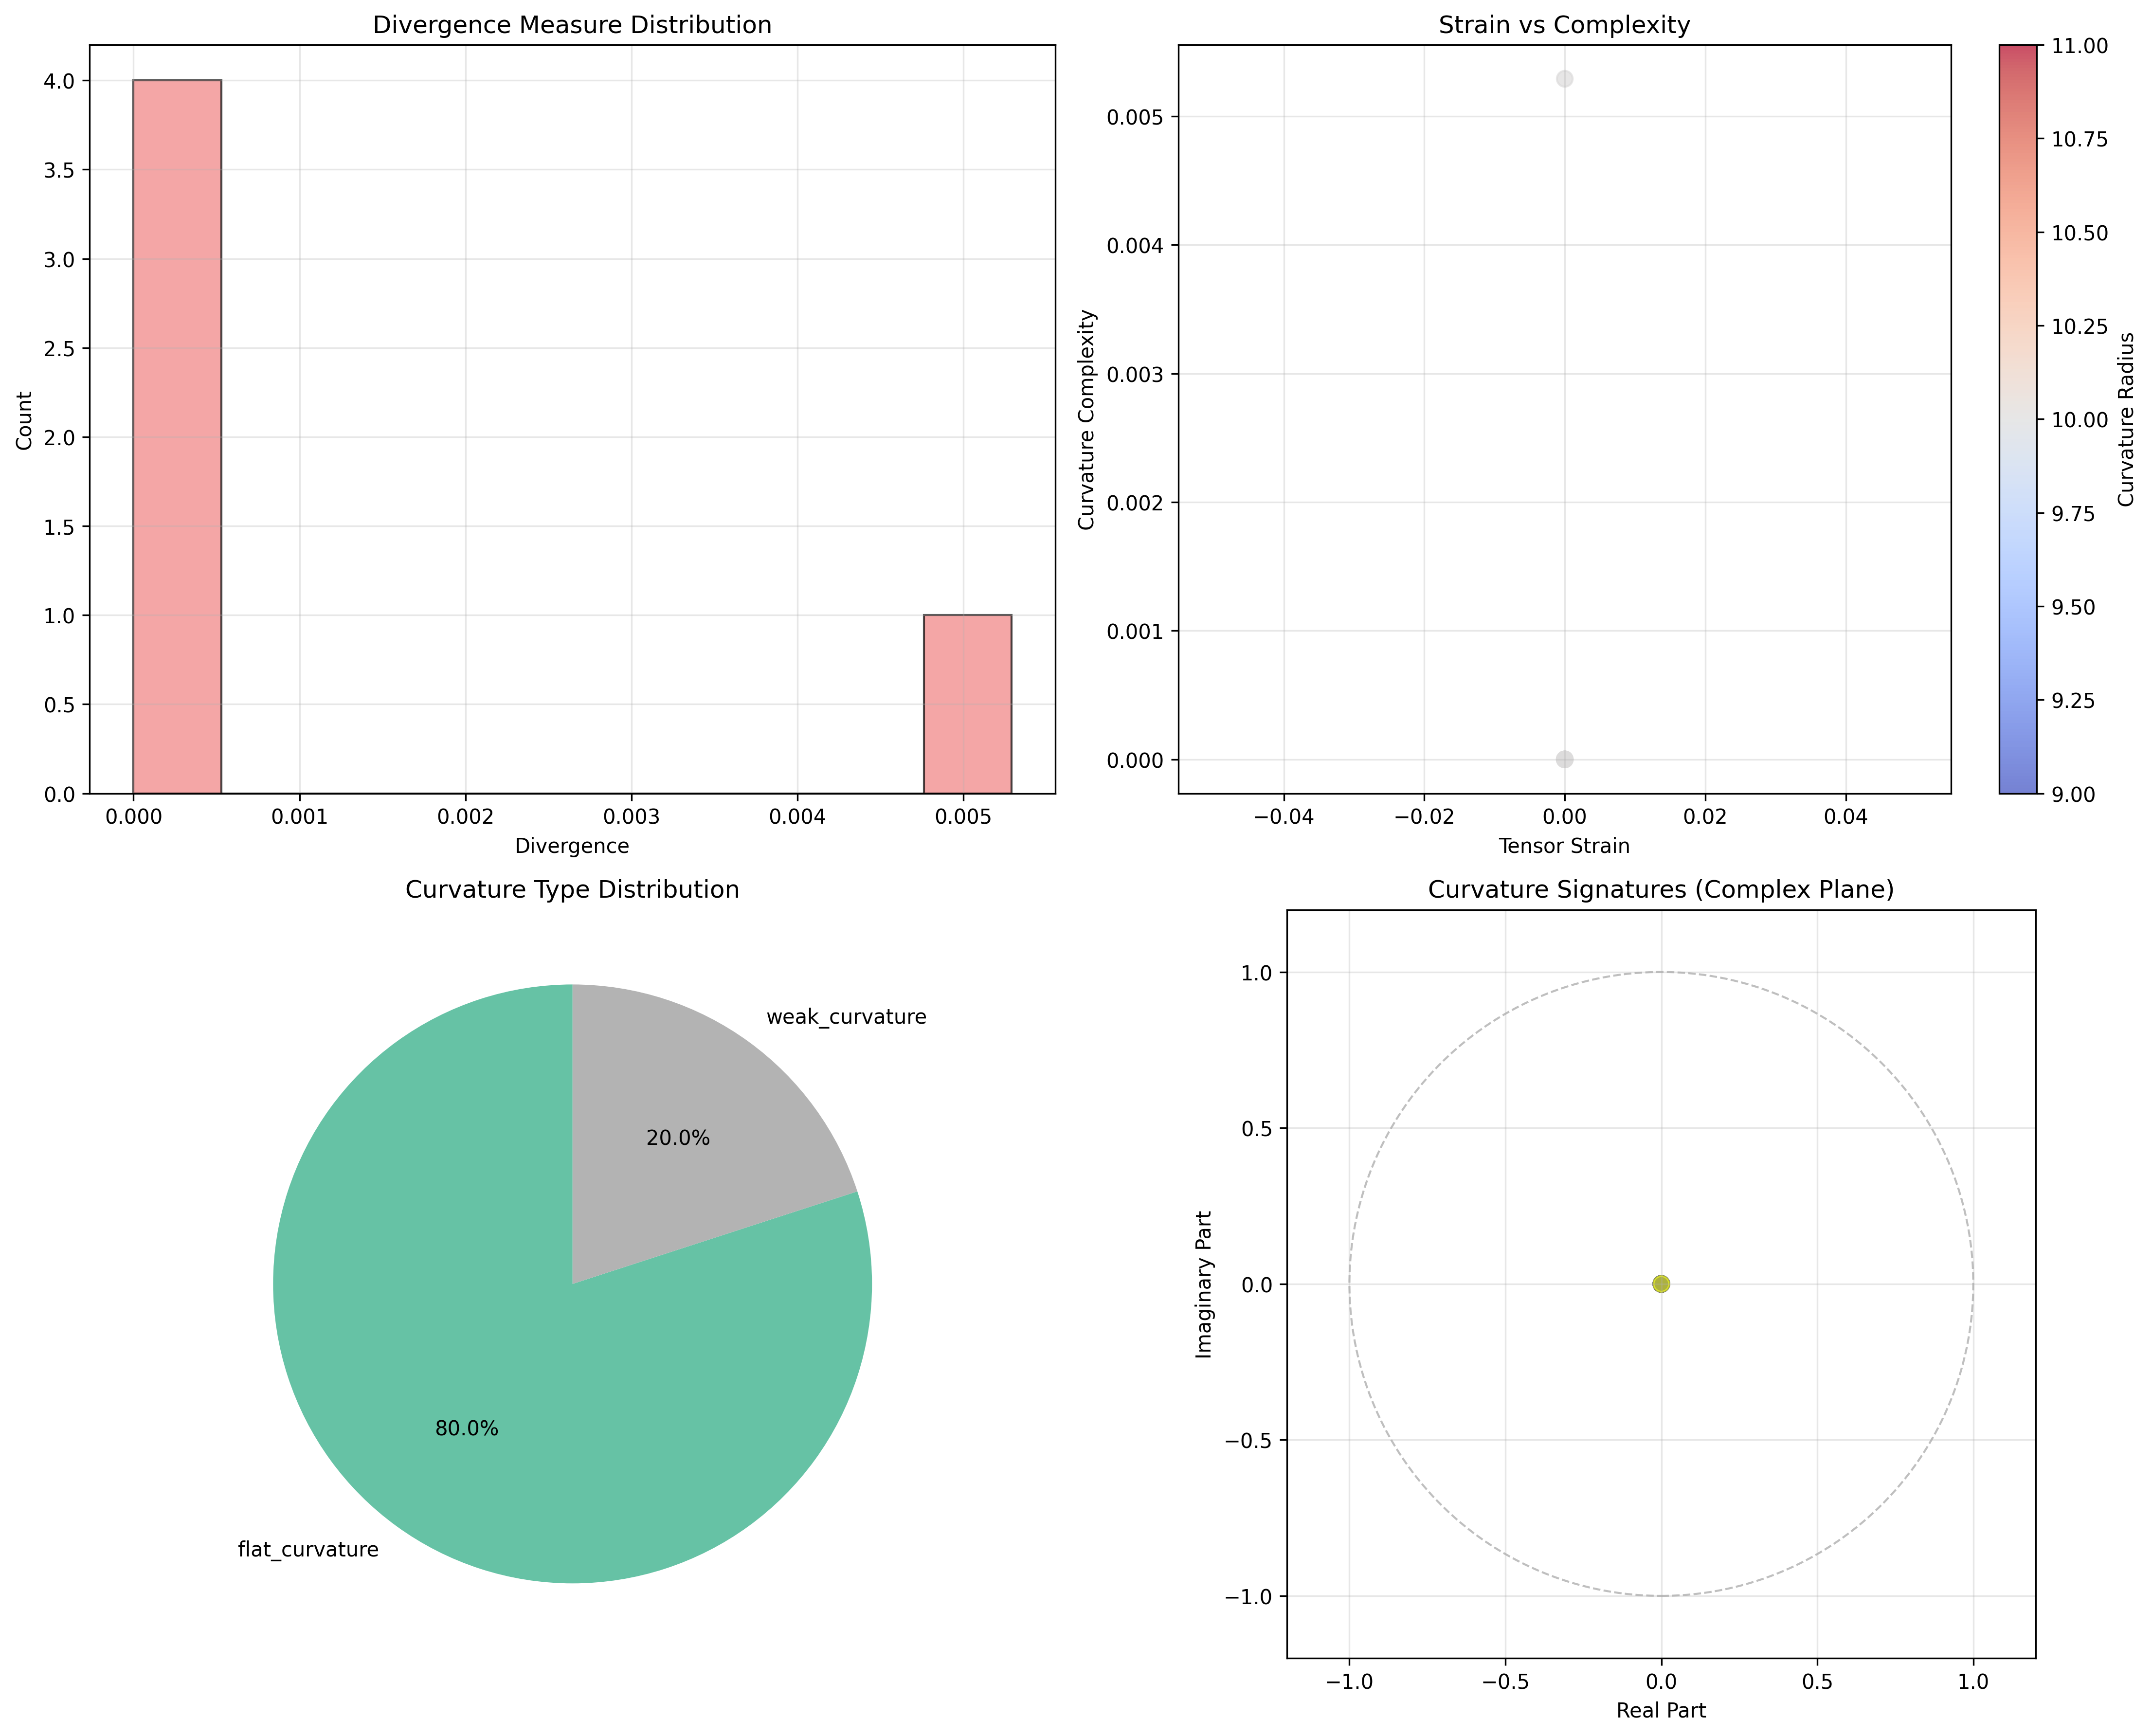 Divergence Measure Distribution
4.0
3.5
3.0
2.5
2.0
1.5
1.0
0.5
0.0
Count
0.000 0.001 0.002 0.003 0.004 0.005
Divergence
Strain vs Complexity
0.005
0.004
0.003
0.002
0.001
0.000
Curvature Complexity
−0.04 −0.02 0.00 0.02 0.04
Tensor Strain
11.00
10.75
10.50
10.25
10.00
9.75
9.50
9.25
9.00
Curvature Radius
Curvature Type Distribution
weak_curvature
20.0%
80.0%
flat_curvature
Curvature Signatures (Complex Plane)
1.0
0.5
0.0
−0.5
−1.0
Imaginary Part
−1.0 −0.5 0.0 0.5 1.0
Real Part